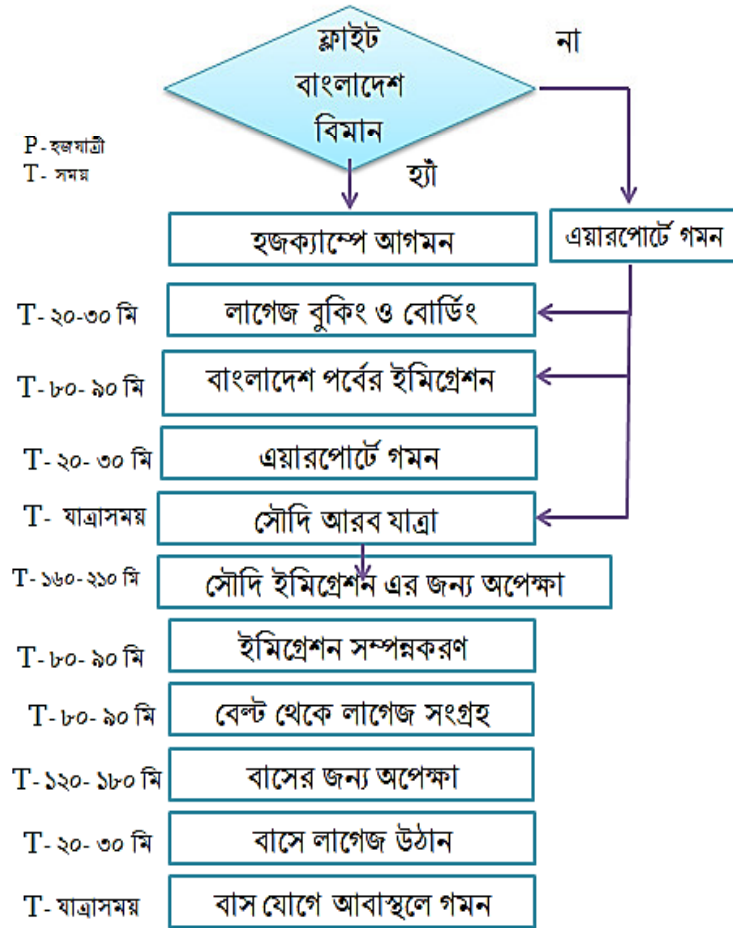 ফ্লাইট
বাংলাদেশ
বিমান
না
P- হজযাত্রী
T- সময়
হ্যাঁ
হজক্যাম্পে আগমন
এয়ারপোর্টে গমন
T- ২০-৩০ মি
লাগেজ বুকিং ও বোর্ডিং
T- ৮০- ৯০ মি
বাংলাদেশ পর্বের ইমিগ্রেশন
T- ২০- ৩০ মি
এয়ারপোর্টে গমন
T- যাত্রাসময়
সৌদি আরব যাত্রা
T- ১৬০-২১০ মি
সৌদি ইমিগ্রেশন এর জন্য অপেক্ষা
T- ৮০- ৯০ মি
ইমিগ্রেশন সম্পন্নকরণ
T- ৮০- ৯০ মি
বেল্ট থেকে লাগেজ সংগ্রহ
T- ১২০- ১৮০ মি
বাসের জন্য অপেক্ষা
T- ২০- ৩০ মি
বাসে লাগেজ উঠান
T- যাত্রাসময়
বাস যোগে আবাস্থলে গমন